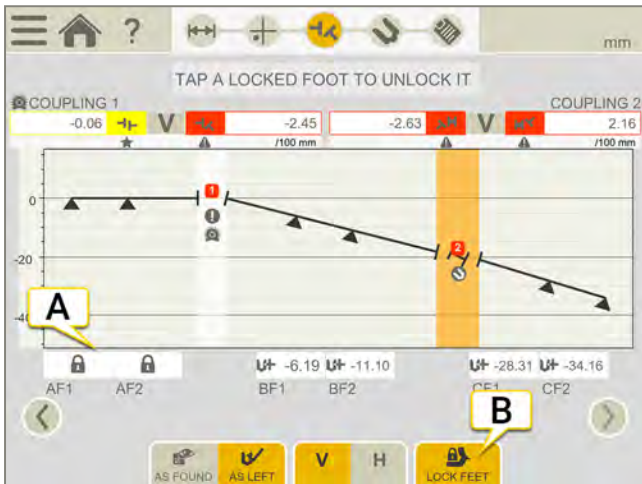 ?
mm
TAP A LOCKED FOOT TO UNLOCK IT
COUPLING 1 COUPLING 2
-0.06 V -2.45 -2.63 V 2.16
/100 mm /100 mm
0
1
-20
2
A
-40
-6.19 -11.10 -28.31 -34.16
AF1 AF2 BF1 BF2 CF1 CF2
B
AS FOUND AS LEFT V H LOCK FEET